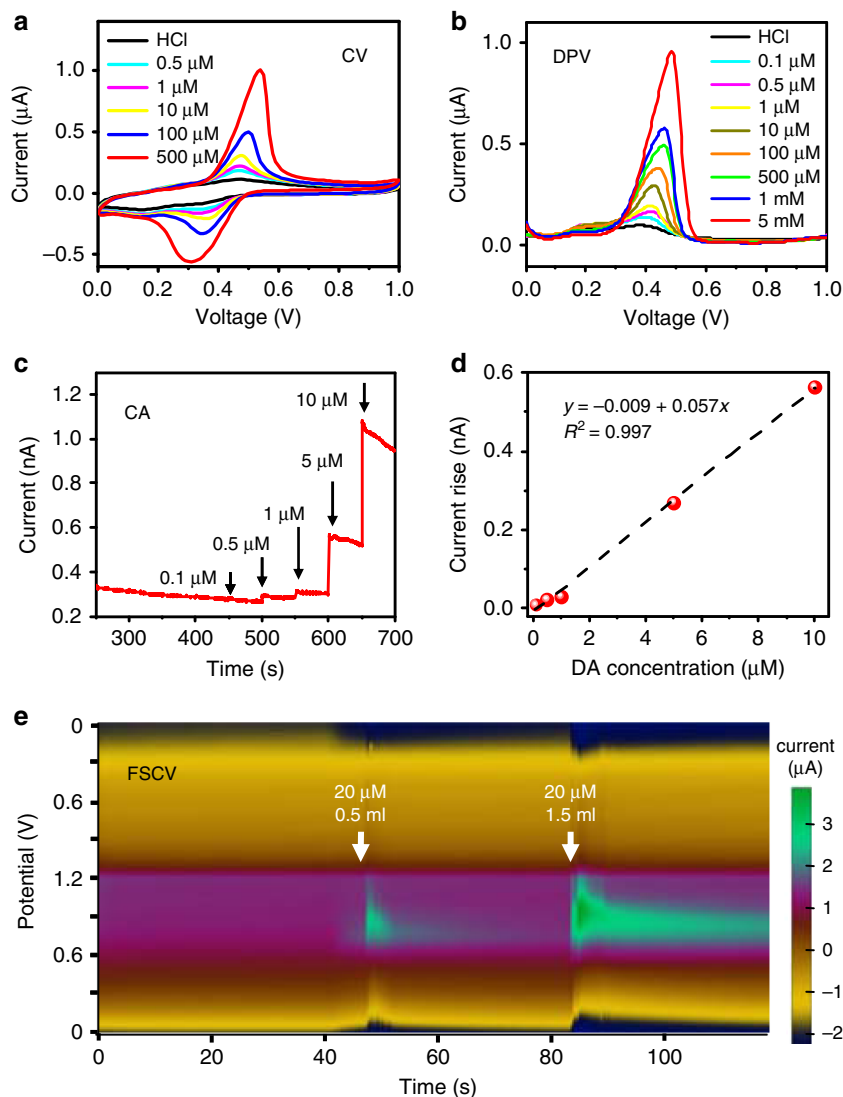 a
CV
HCl
0.5 μM
1 μM
10 μM
100 μM
500 μM
1.0
0.5
0.0
−0.5
Current (μA)
0.0 0.2 0.4 0.6 0.8 1.0
Voltage (V)
b
DPV
HCl
0.1 μM
0.5 μM
1 μM
10 μM
100 μM
500 μM
1 mM
5 mM
1.0
0.5
0.0
Current (μA)
0.0 0.2 0.4 0.6 0.8 1.0
Voltage (V)
c
CA
1.2
1.0
0.8
0.6
0.4
0.2
Current (nA)
0.1 μM
0.5 μM
1 μM
5 μM
10 μM
300 400 500 600 700
Time (s)
d
y = −0.009 + 0.057x
R² = 0.997
0.6
0.4
0.2
0.0
Current rise (nA)
0 2 4 6 8 10
DA concentration (μM)
e
FSCV
20 μM
0.5 ml
20 μM
1.5 ml
0
0.6
1.2
0.6
0
Potential (V)
0 20 40 60 80 100
Time (s)
current
(μA)
3
2
1
0
−1
−2